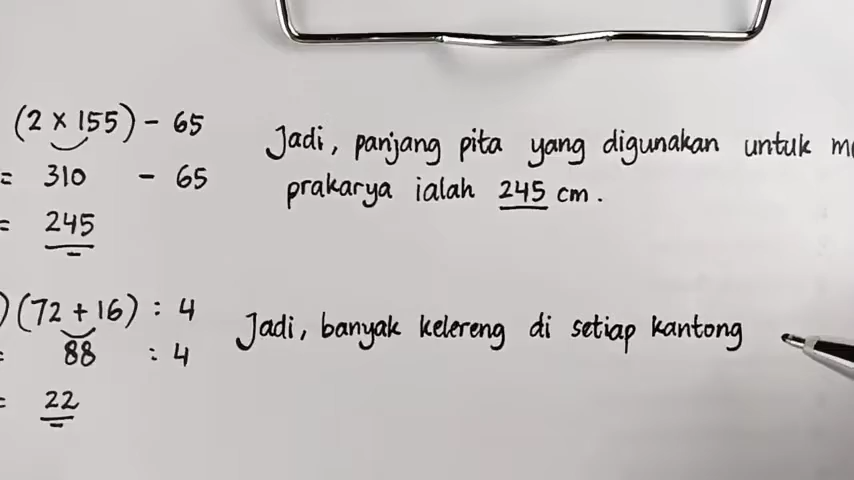 (2 x 155) - 65
= 310 - 65
= 245
Jadi, panjang pita yang digunakan untuk
prakarya ialah 245 cm.
) (72 + 16) : 4
= 88 : 4
= 22
Jadi, banyak kelereng di setiap kantong